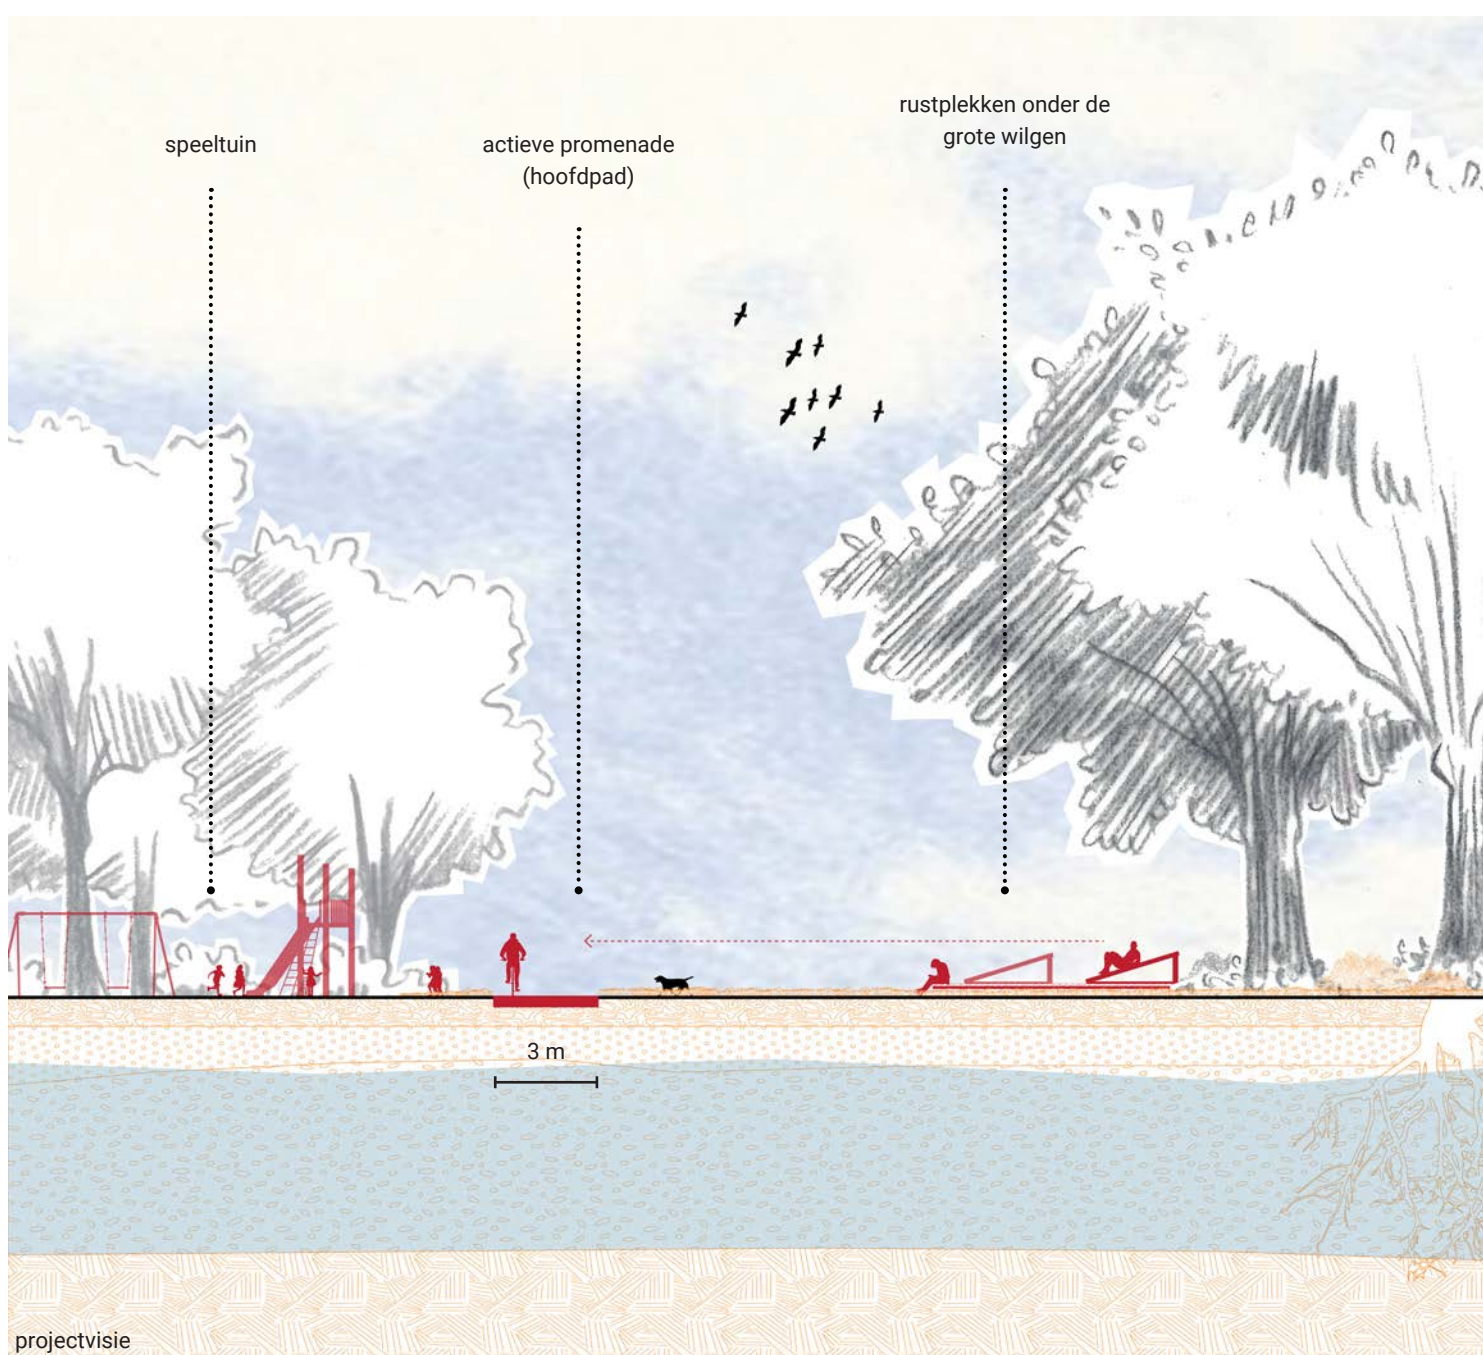 speeltuin
actieve promenade
(hoofdpad)
rustplekken onder de
grote wilgen
3 m
projectvisie